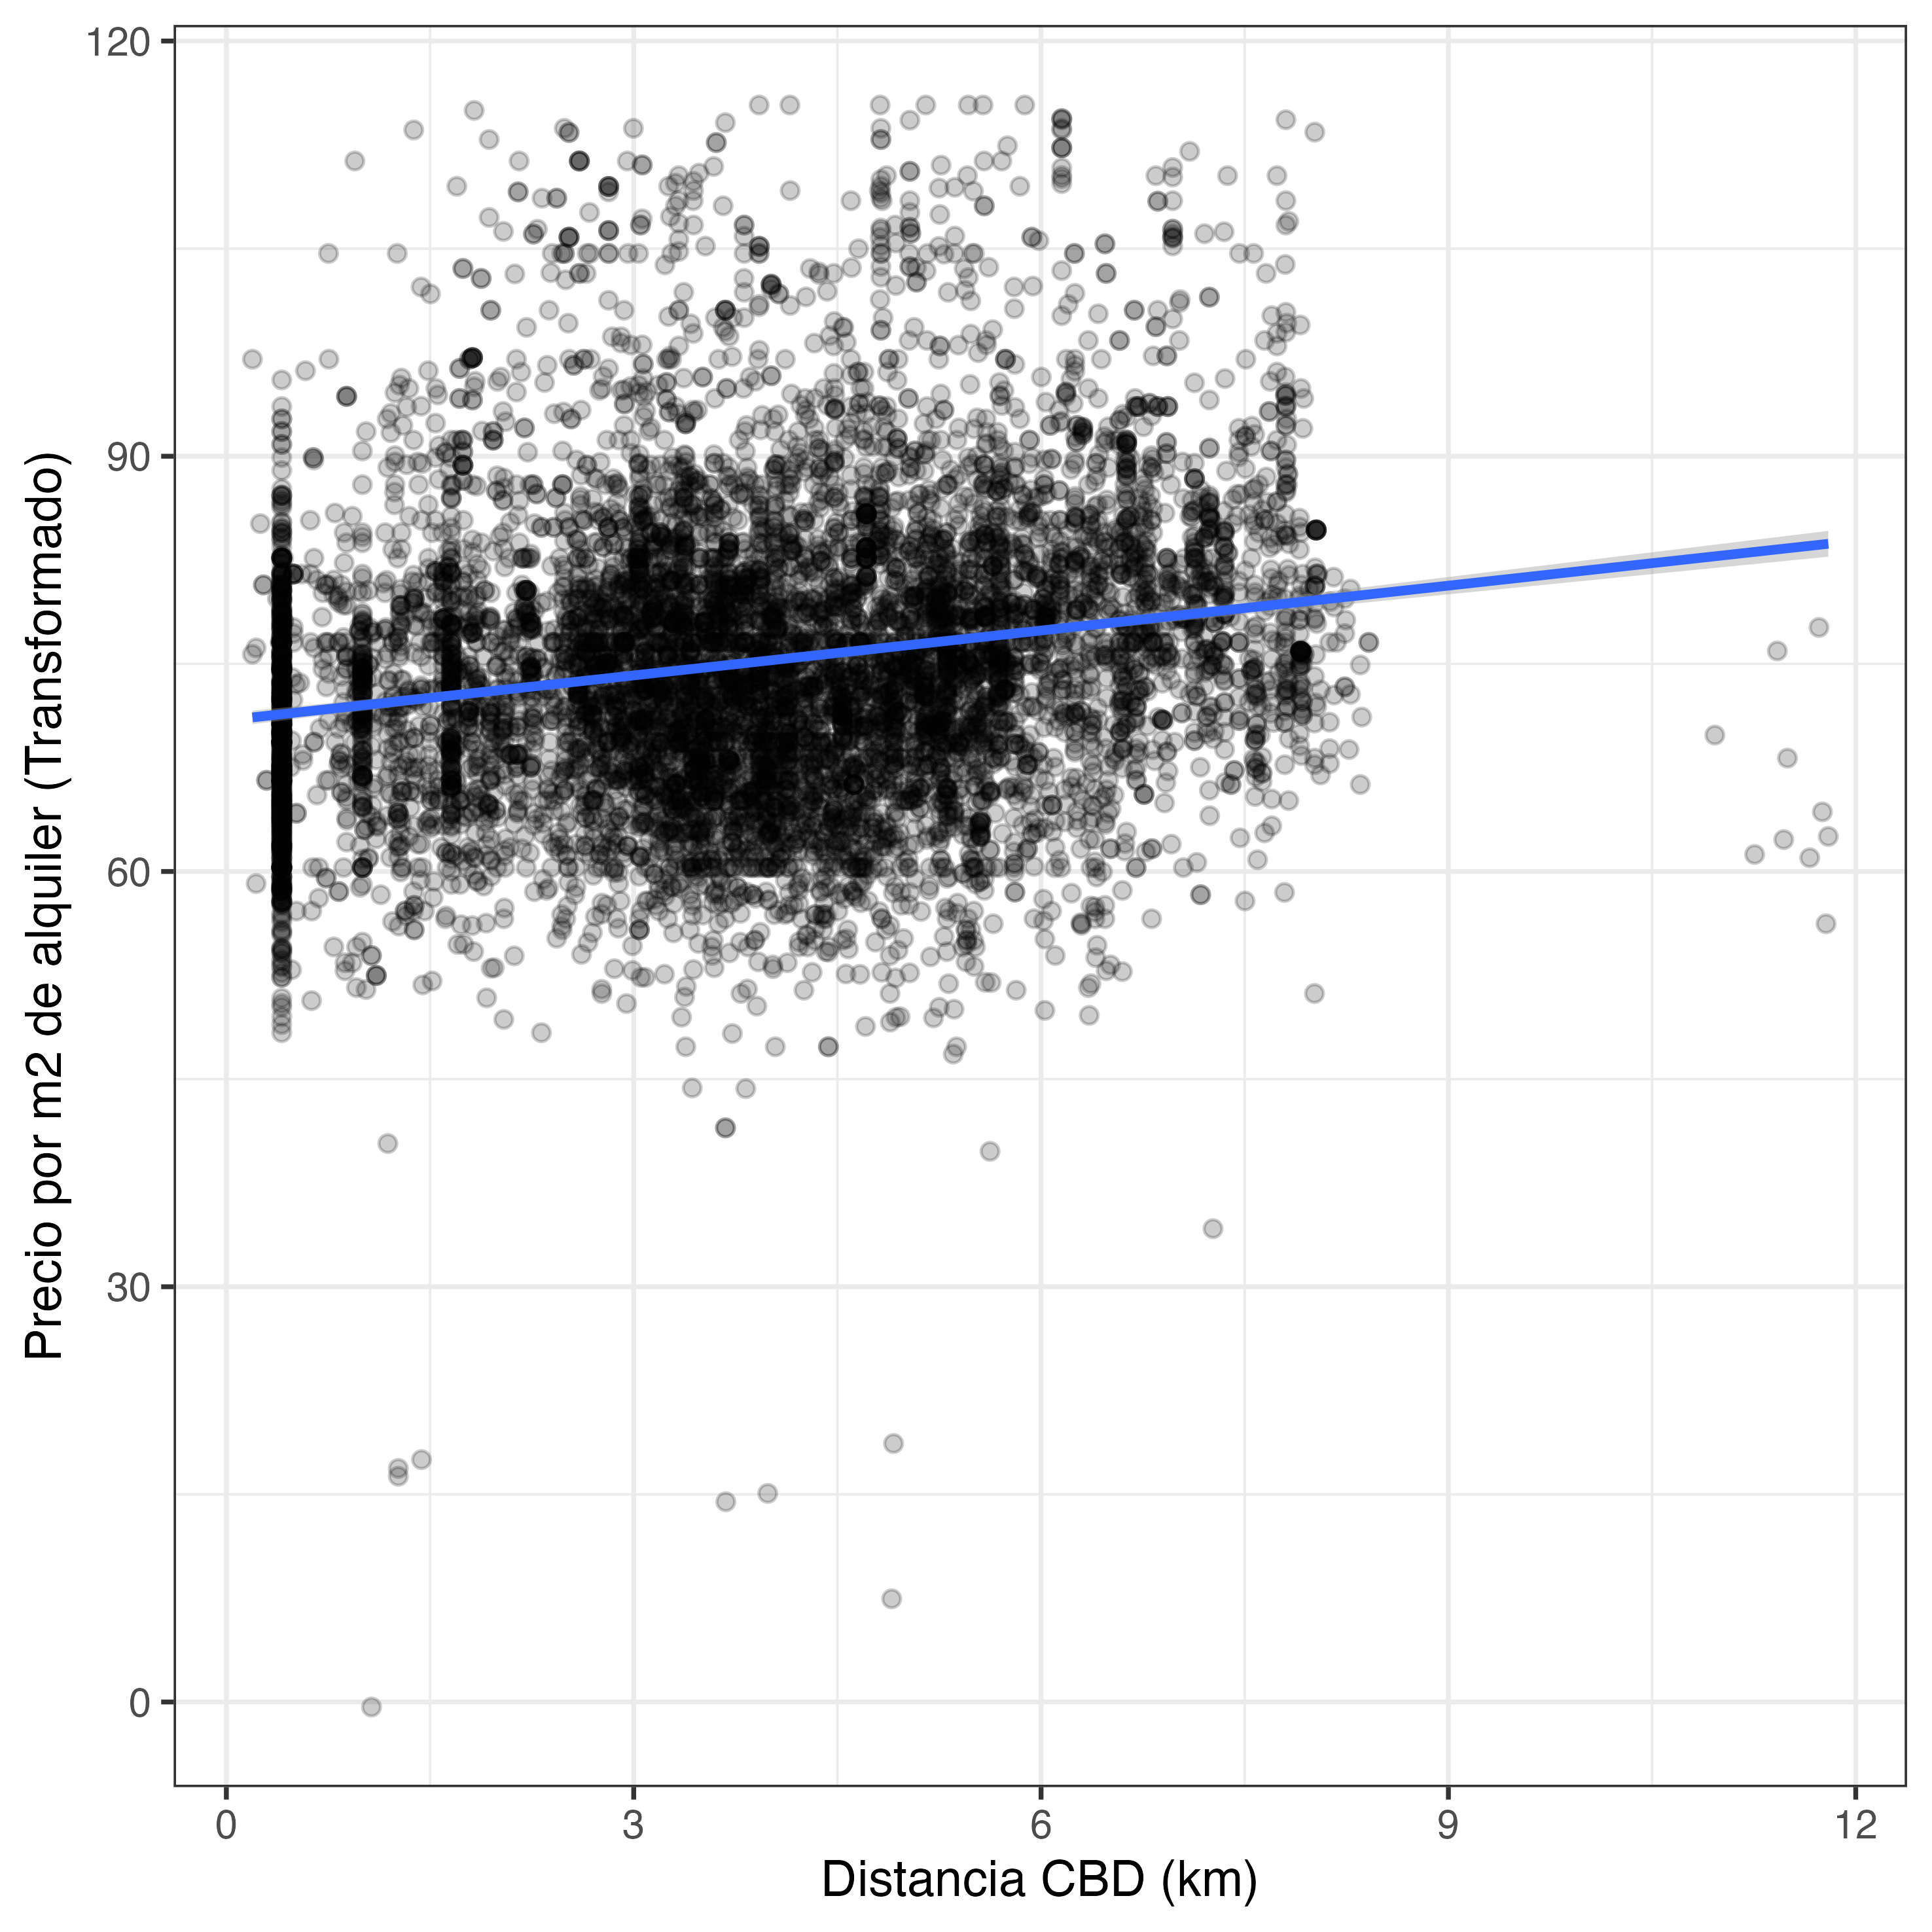 Precio por m2 de alquiler (Transformado)
120
90
60
30
0
0 3 6 9 12
Distancia CBD (km)